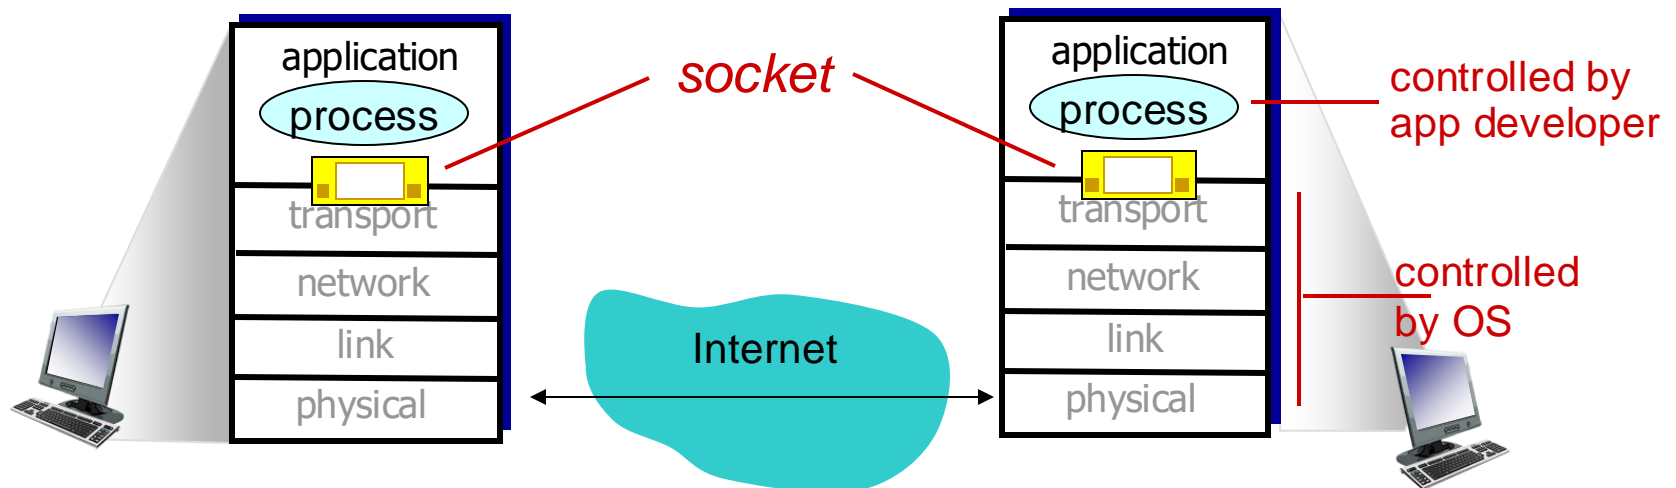 application
process
transport
network
link
physical
socket
Internet
application
process
transport
network
link
physical
controlled by
app developer
controlled
by OS